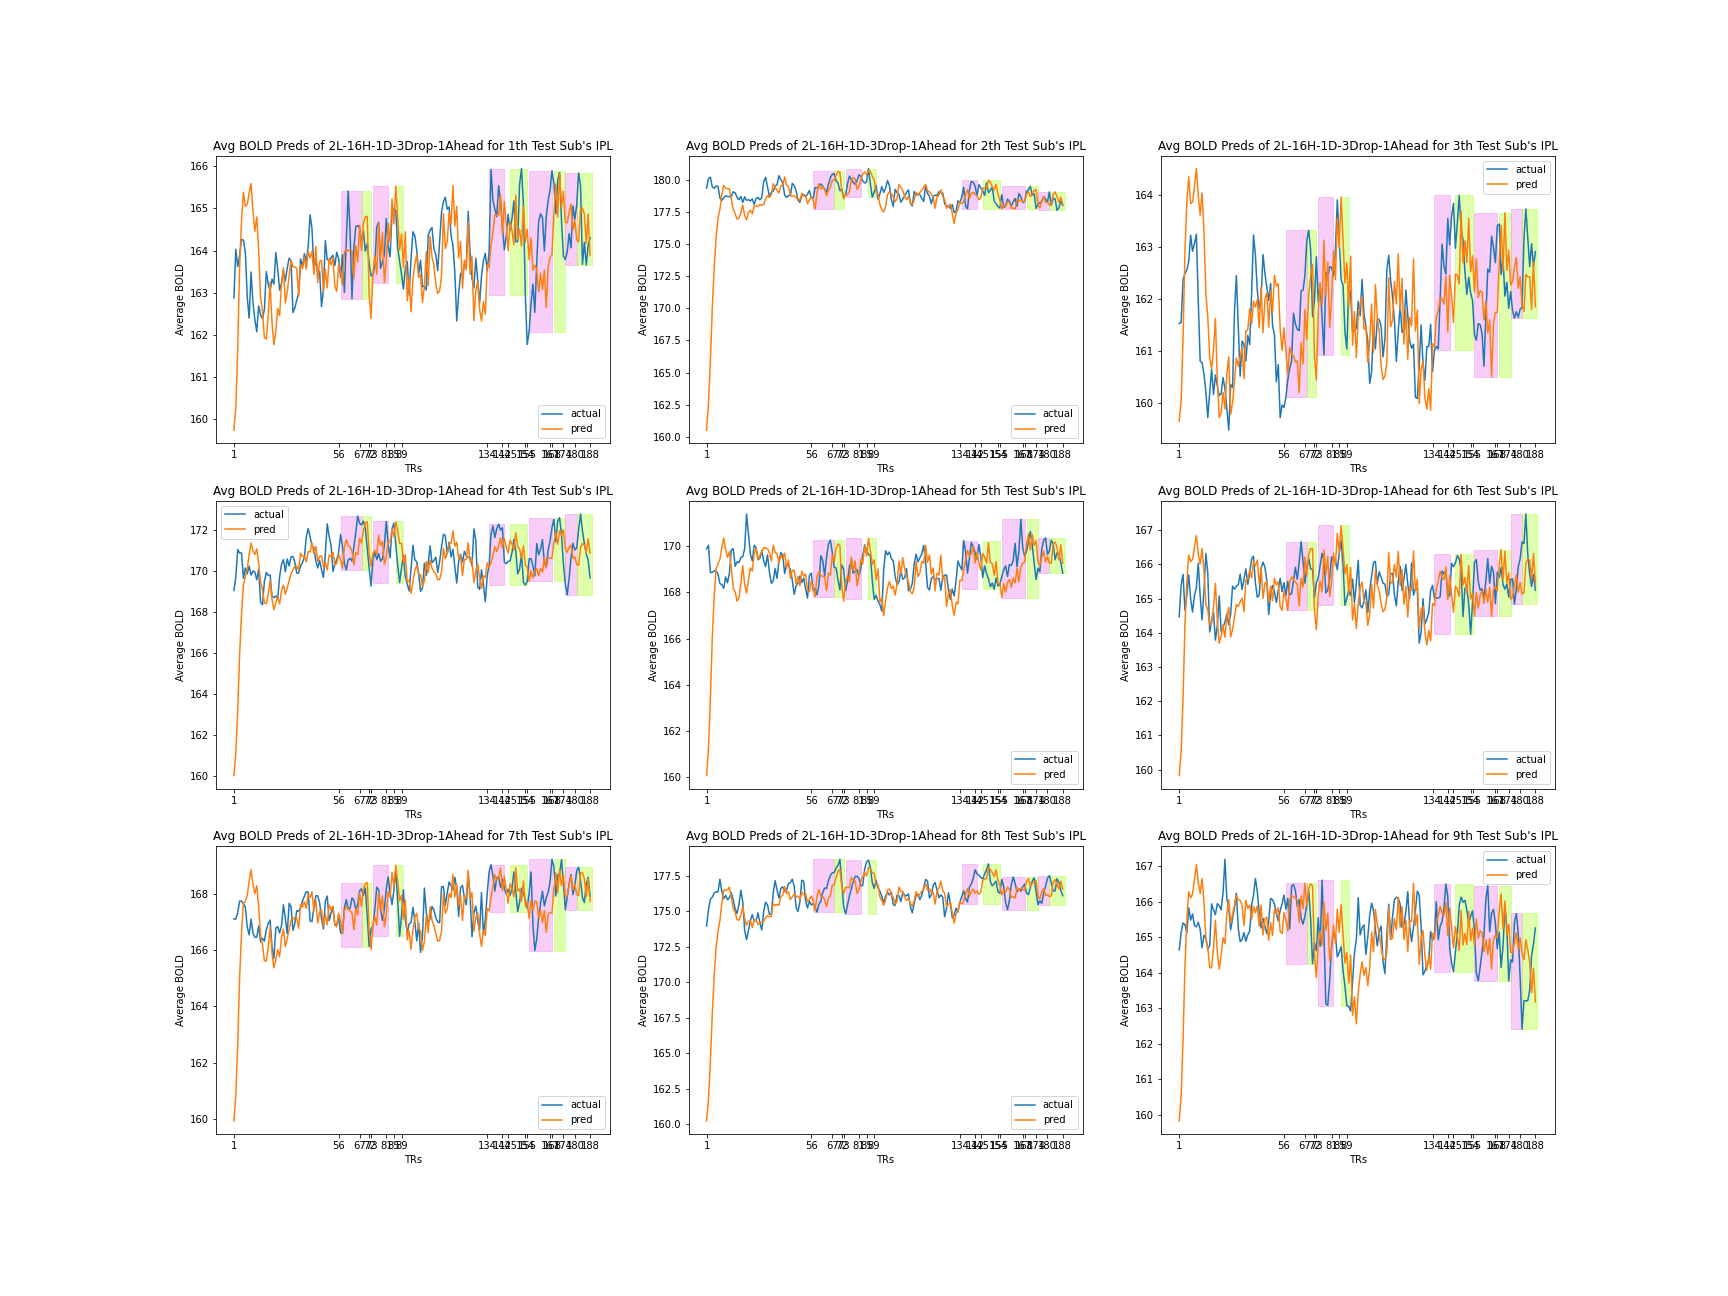 Avg BOLD Preds of 2L-16H-1D-3Drop-1Ahead for 1th Test Sub's IPL
166
165
164
163
162
161
160
Average BOLD
actual
pred
1 56 134 188
TRs
Avg BOLD Preds of 2L-16H-1D-3Drop-1Ahead for 2th Test Sub's IPL
180.0
177.5
175.0
172.5
170.0
167.5
165.0
162.5
160.0
Average BOLD
actual
pred
1 56 134 188
TRs
Avg BOLD Preds of 2L-16H-1D-3Drop-1Ahead for 3th Test Sub's IPL
actual
pred
164
163
162
161
160
Average BOLD
1 56 134 188
TRs
Avg BOLD Preds of 2L-16H-1D-3Drop-1Ahead for 4th Test Sub's IPL
actual
pred
172
170
168
166
164
162
160
Average BOLD
1 56 134 188
TRs
Avg BOLD Preds of 2L-16H-1D-3Drop-1Ahead for 5th Test Sub's IPL
170
168
166
164
162
160
Average BOLD
actual
pred
1 56 134 188
TRs
Avg BOLD Preds of 2L-16H-1D-3Drop-1Ahead for 6th Test Sub's IPL
167
166
165
164
163
162
161
160
Average BOLD
actual
pred
1 56 134 188
TRs
Avg BOLD Preds of 2L-16H-1D-3Drop-1Ahead for 7th Test Sub's IPL
168
166
164
162
160
Average BOLD
actual
pred
1 56 134 188
TRs
Avg BOLD Preds of 2L-16H-1D-3Drop-1Ahead for 8th Test Sub's IPL
177.5
175.0
172.5
170.0
167.5
165.0
162.5
160.0
Average BOLD
actual
pred
1 56 134 188
TRs
Avg BOLD Preds of 2L-16H-1D-3Drop-1Ahead for 9th Test Sub's IPL
actual
pred
167
166
165
164
163
162
161
160
Average BOLD
1 56 134 188
TRs